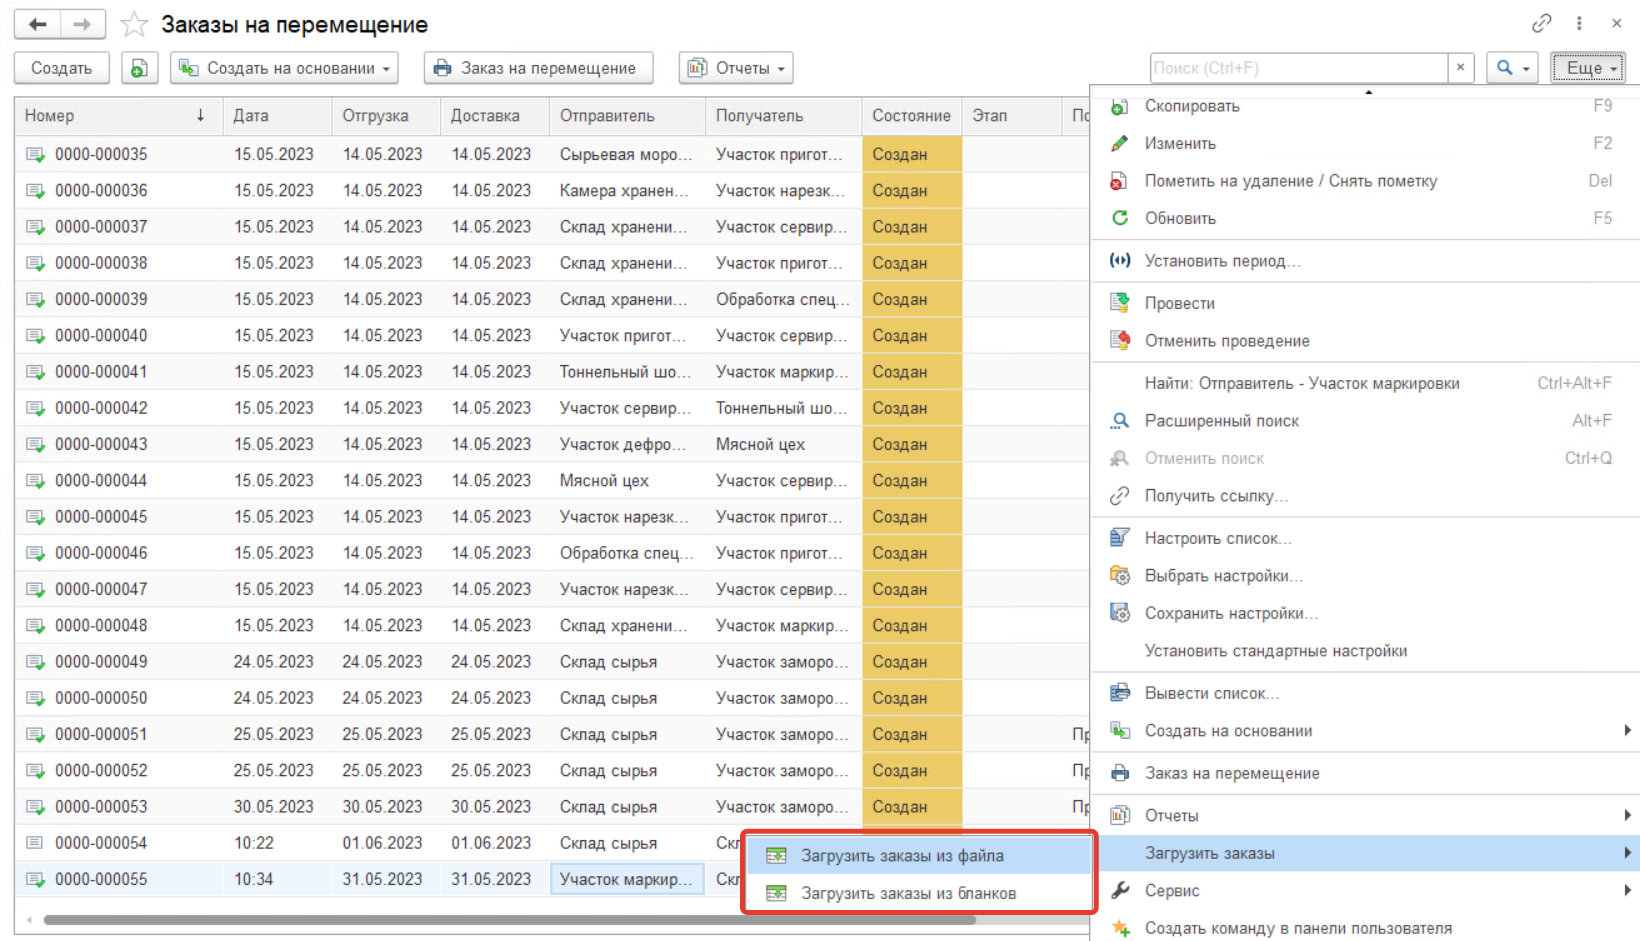 Заказы на перемещение
Создать Создать на основании Заказ на перемещение Отчеты Поиск (Ctrl+F) × Еще
Номер ↓ Дата Отгрузка Доставка Отправитель Получатель Состояние Этап По
0000-000035 15.05.2023 14.05.2023 14.05.2023 Сырьевая моро... Участок пригот... Создан
0000-000036 15.05.2023 14.05.2023 14.05.2023 Камера хранен... Участок нарезк... Создан
0000-000037 15.05.2023 14.05.2023 14.05.2023 Склад хранени... Участок сервир... Создан
0000-000038 15.05.2023 14.05.2023 14.05.2023 Склад хранени... Участок пригот... Создан
0000-000039 15.05.2023 14.05.2023 14.05.2023 Склад хранени... Обработка спец... Создан
0000-000040 15.05.2023 14.05.2023 14.05.2023 Участок пригот... Участок сервир... Создан
0000-000041 15.05.2023 14.05.2023 14.05.2023 Тоннельный шо... Участок маркир... Создан
0000-000042 15.05.2023 14.05.2023 14.05.2023 Участок сервир... Тоннельный шо... Создан
0000-000043 15.05.2023 14.05.2023 14.05.2023 Участок дефро... Мясной цех Создан
0000-000044 15.05.2023 14.05.2023 14.05.2023 Мясной цех Участок сервир... Создан
0000-000045 15.05.2023 14.05.2023 14.05.2023 Участок нарезк... Участок пригот... Создан
0000-000046 15.05.2023 14.05.2023 14.05.2023 Обработка спец... Участок пригот... Создан
0000-000047 15.05.2023 14.05.2023 14.05.2023 Участок нарезк... Участок сервир... Создан
0000-000048 15.05.2023 14.05.2023 14.05.2023 Склад хранени... Участок маркир... Создан
0000-000049 24.05.2023 24.05.2023 24.05.2023 Склад сырья Участок заморо... Создан
0000-000050 24.05.2023 24.05.2023 24.05.2023 Склад сырья Участок заморо... Создан
0000-000051 25.05.2023 25.05.2023 25.05.2023 Склад сырья Участок заморо... Создан Пр
0000-000052 25.05.2023 25.05.2023 25.05.2023 Склад сырья Участок заморо... Создан Пр
0000-000053 30.05.2023 30.05.2023 30.05.2023 Склад сырья Участок заморо... Создан Пр
0000-000054 10:22 01.06.2023 01.06.2023 Склад сырья Скл
0000-000055 10:34 31.05.2023 31.05.2023 Участок маркир... Скл
Загрузить заказы из файла
Загрузить заказы из бланков
Скопировать F9
Изменить F2
Пометить на удаление / Снять пометку Del
Обновить F5
Установить период...
Провести
Отменить проведение
Найти: Отправитель - Участок маркировки Ctrl+Alt+F
Расширенный поиск Alt+F
Отменить поиск Ctrl+Q
Получить ссылку...
Настроить список...
Выбрать настройки...
Сохранить настройки...
Установить стандартные настройки
Вывести список...
Создать на основании
Заказ на перемещение
Отчеты
Загрузить заказы
Сервис
Создать команду в панели пользователя